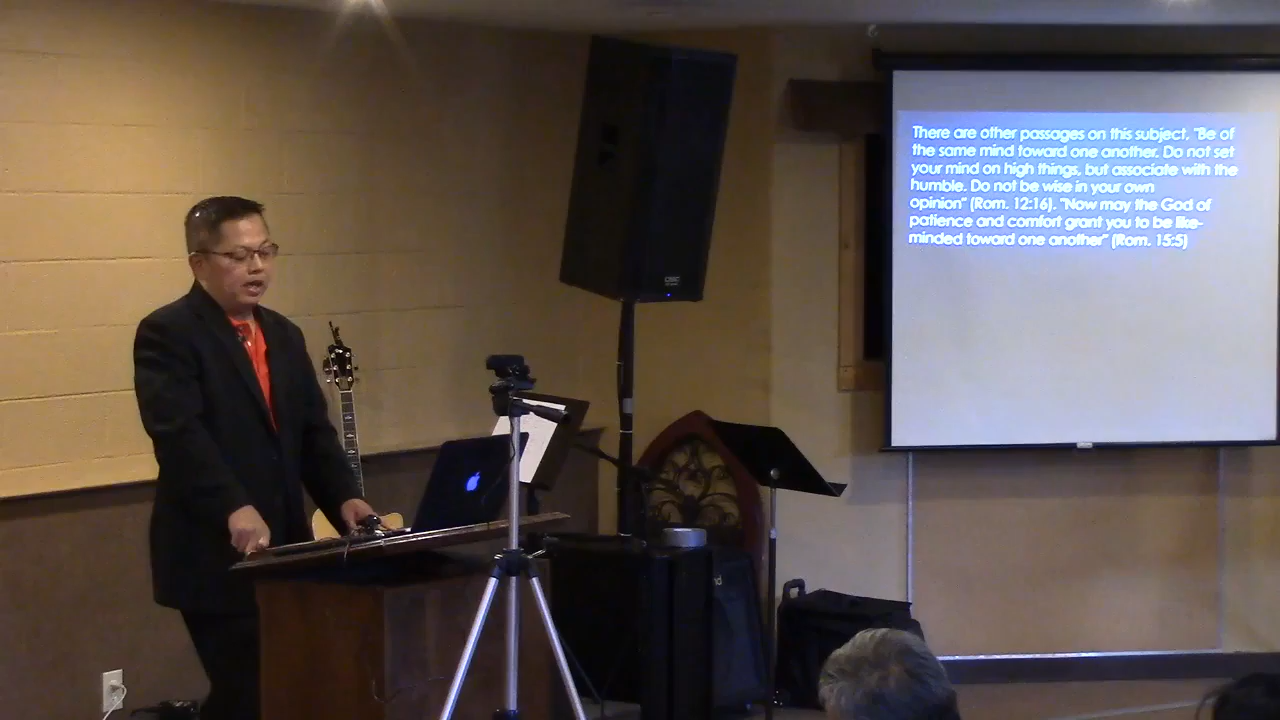 There are other passages on this subject, "Be of
the same mind toward one another. Do not set
your mind on high things, but associate with the
humble. Do not be wise in your own
opinion" (Rom. 12:16). "Now may the God of
patience and comfort grant you to be like-
minded toward one another" (Rom. 15:5)
QSC